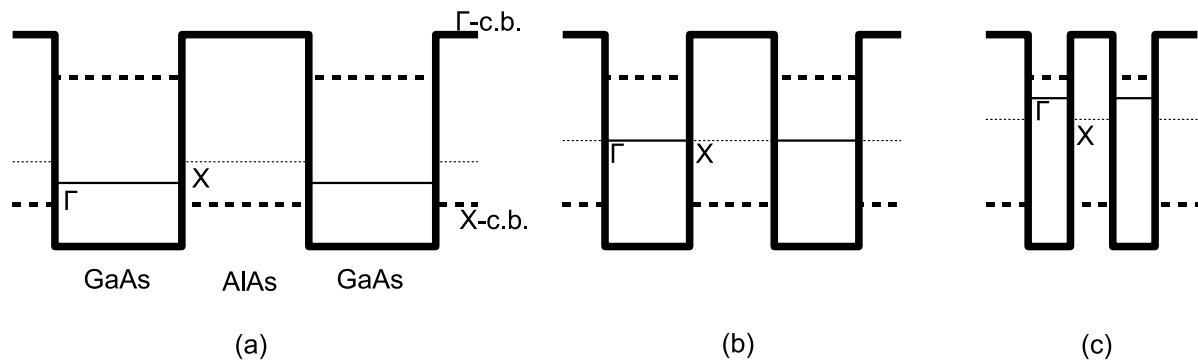 Γ-c.b.
Γ
X
X-c.b.
GaAs AlAs GaAs
(a)
Γ
X
(b)
Γ
X
(c)